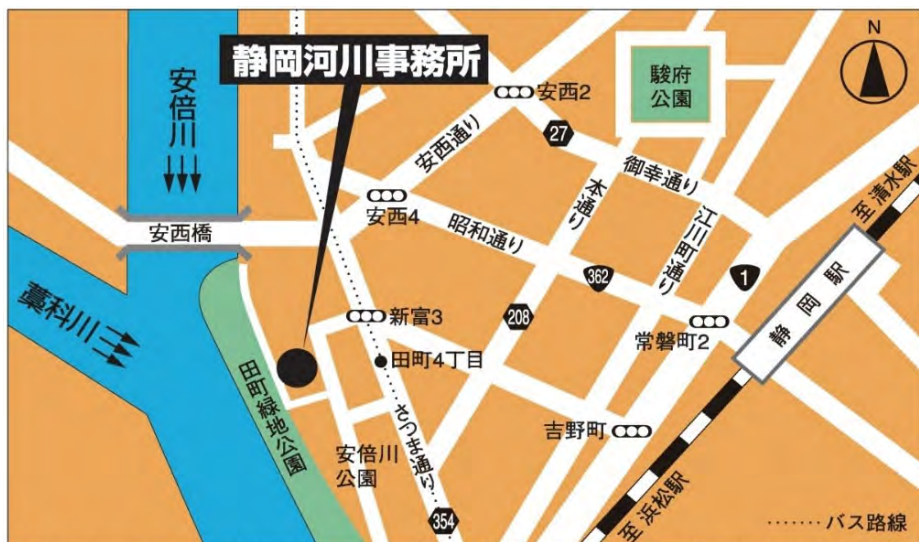 N
静岡河川事務所
安倍川
安西2
駿府
公園
27
安西通り
御幸通り
本通り
至清水駅
安西4
安西橋
昭和通り
江川町通り
362
1
藁科川
新富3
208
常磐町2
静岡駅
田町4丁目
田町緑地公園
さつま通り
吉野町
安倍川
公園
354
至浜松駅
バス路線